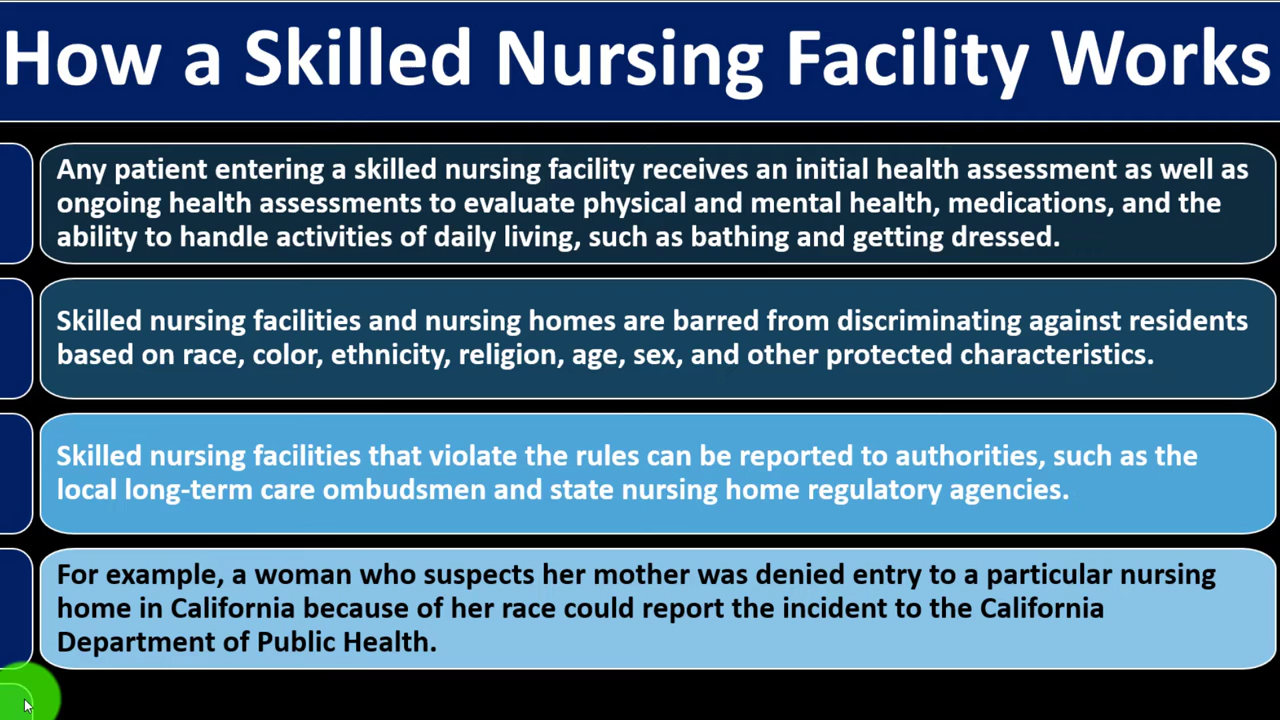 How a Skilled Nursing Facility Works
Any patient entering a skilled nursing facility receives an initial health assessment as well as
ongoing health assessments to evaluate physical and mental health, medications, and the
ability to handle activities of daily living, such as bathing and getting dressed.
Skilled nursing facilities and nursing homes are barred from discriminating against residents
based on race, color, ethnicity, religion, age, sex, and other protected characteristics.
Skilled nursing facilities that violate the rules can be reported to authorities, such as the
local long-term care ombudsmen and state nursing home regulatory agencies.
For example, a woman who suspects her mother was denied entry to a particular nursing
home in California because of her race could report the incident to the California
Department of Public Health.